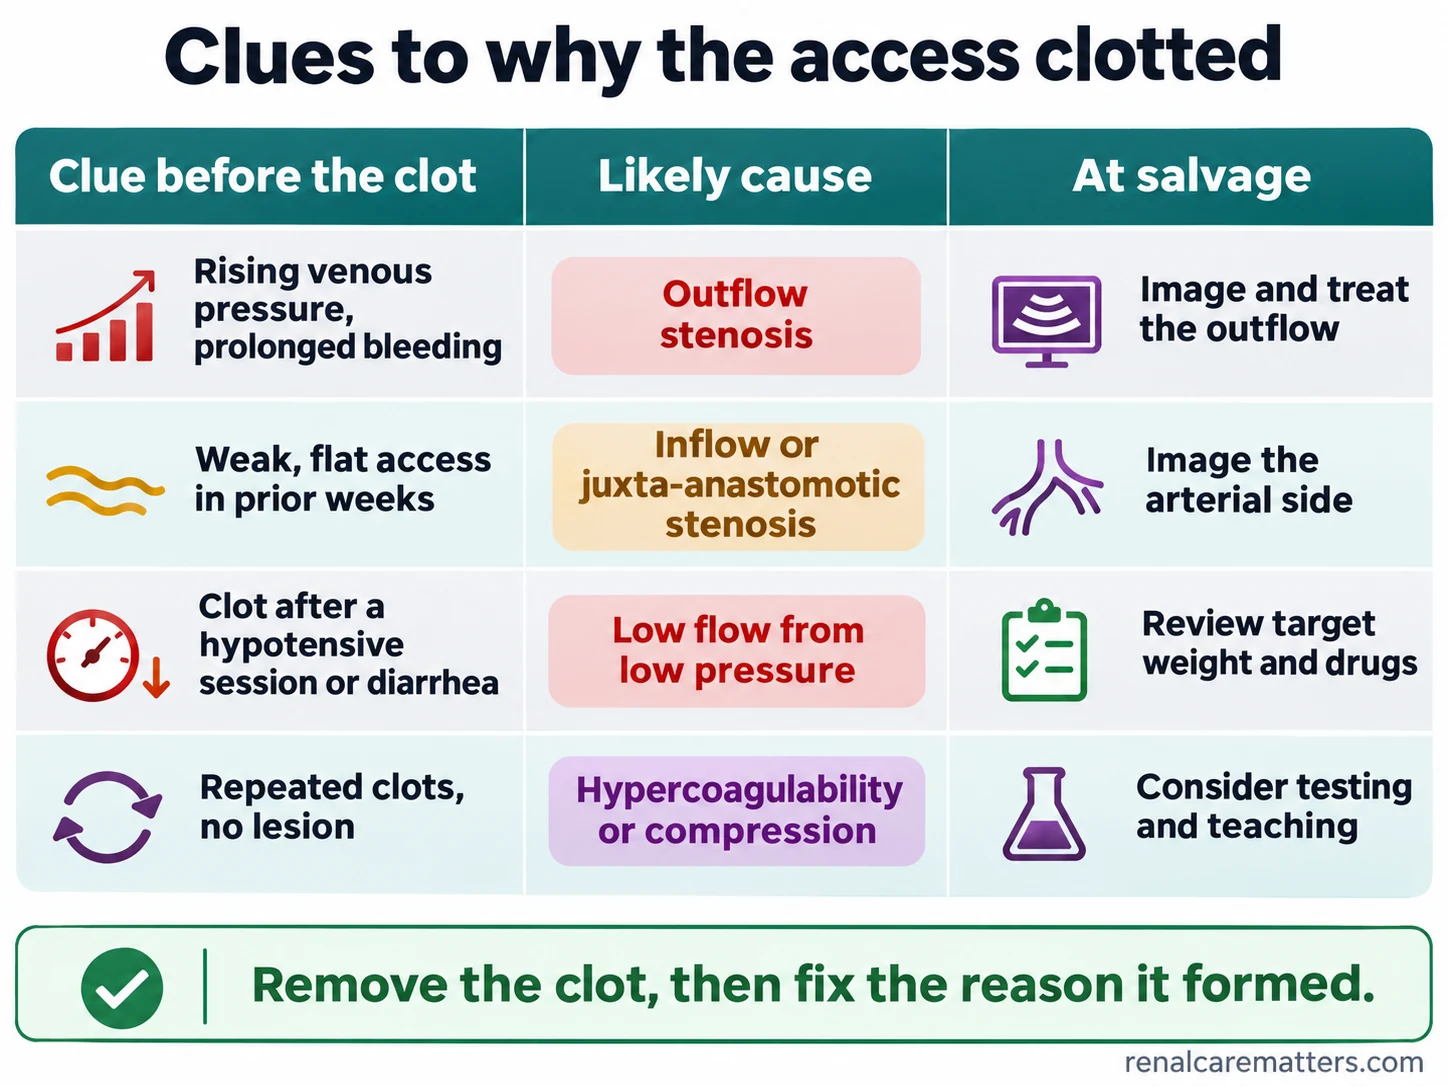 Clues to why the access clotted
Clue before the clot
Likely cause
At salvage
Rising venous
pressure,
prolonged bleeding
Outflow
stenosis
Image and treat
the outflow
Weak, flat access
in prior weeks
Inflow or
juxta-anastomotic
stenosis
Image the
arterial side
Clot after a
hypotensive
session or diarrhea
Low flow from
low pressure
Review target
weight and drugs
Repeated clots,
no lesion
Hypercoagulability
or compression
Consider testing
and teaching
Remove the clot, then fix the reason it formed.
renalcarematters.com